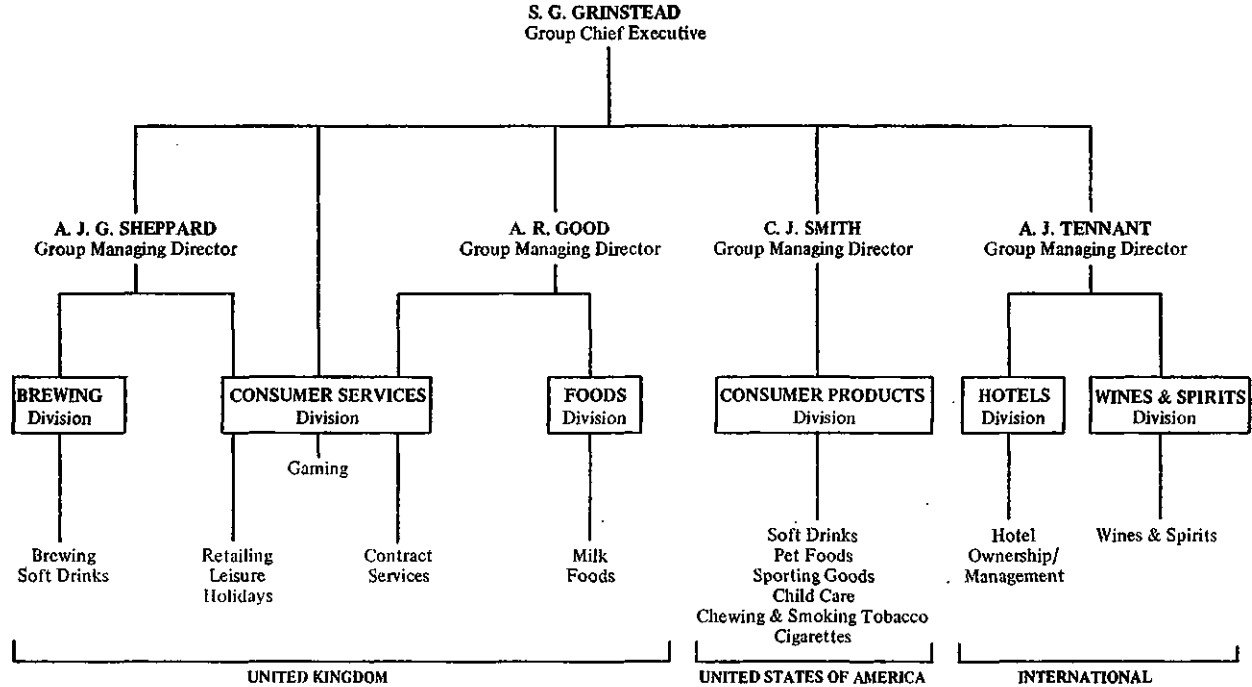 S. G. GRINSTEAD
Group Chief Executive
A. J. G. SHEPPARD
Group Managing Director
A. R. GOOD
Group Managing Director
C. J. SMITH
Group Managing Director
A. J. TENNANT
Group Managing Director
BREWING
Division
CONSUMER SERVICES
Division
FOODS
Division
CONSUMER PRODUCTS
Division
HOTELS
Division
WINES & SPIRITS
Division
Gaming
Brewing
Soft Drinks
Retailing
Leisure
Holidays
Contract
Services
Milk
Foods
Soft Drinks
Pet Foods
Sporting Goods
Child Care
Chewing & Smoking Tobacco
Cigarettes
Hotel
Ownership/
Management
Wines & Spirits
UNITED KINGDOM
UNITED STATES OF AMERICA
INTERNATIONAL